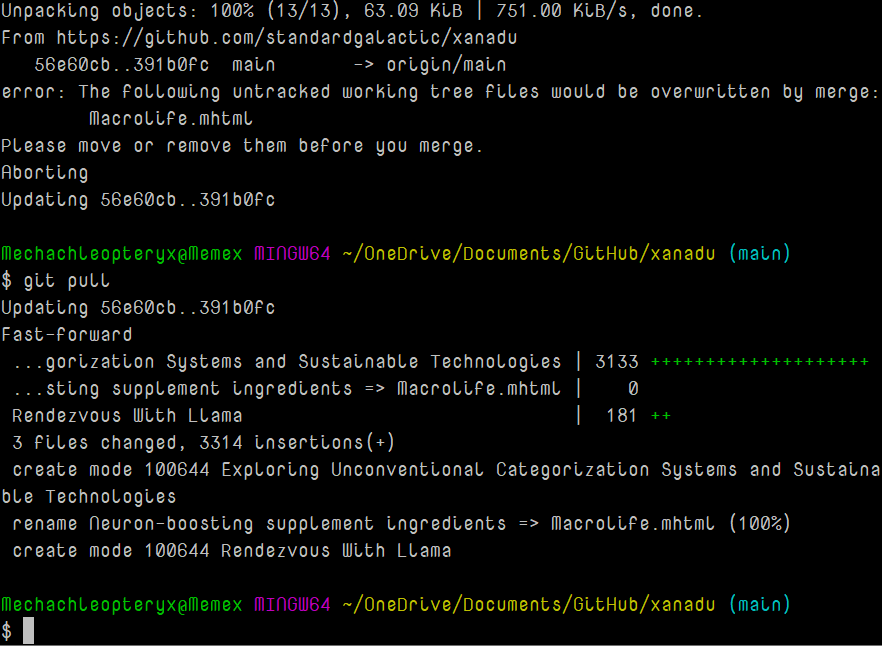 Unpacking objects: 100% (13/13), 63.09 KiB | 751.00 KiB/s, done.
From https://github.com/standardgalactic/xanadu
   56e60cb..391b0fc  main       -> origin/main
error: The following untracked working tree files would be overwritten by merge:
        Macrolife.mhtml
Please move or remove them before you merge.
Aborting
Updating 56e60cb..391b0fc
Mechachleopteryx@Memex MINGW64 ~/OneDrive/Documents/GitHub/xanadu (main)
$ git pull
Updating 56e60cb..391b0fc
Fast-forward
 ...gorization Systems and Sustainable Technologies | 3133 ++++++++++++++++++++
 ...sting supplement ingredients => Macrolife.mhtml |    0
 Rendezvous With Llama                              |  181 ++
 3 files changed, 3314 insertions(+)
 create mode 100644 Exploring Unconventional Categorization Systems and Sustaina
ble Technologies
 rename Neuron-boosting supplement ingredients => Macrolife.mhtml (100%)
 create mode 100644 Rendezvous With Llama
Mechachleopteryx@Memex MINGW64 ~/OneDrive/Documents/GitHub/xanadu (main)
$